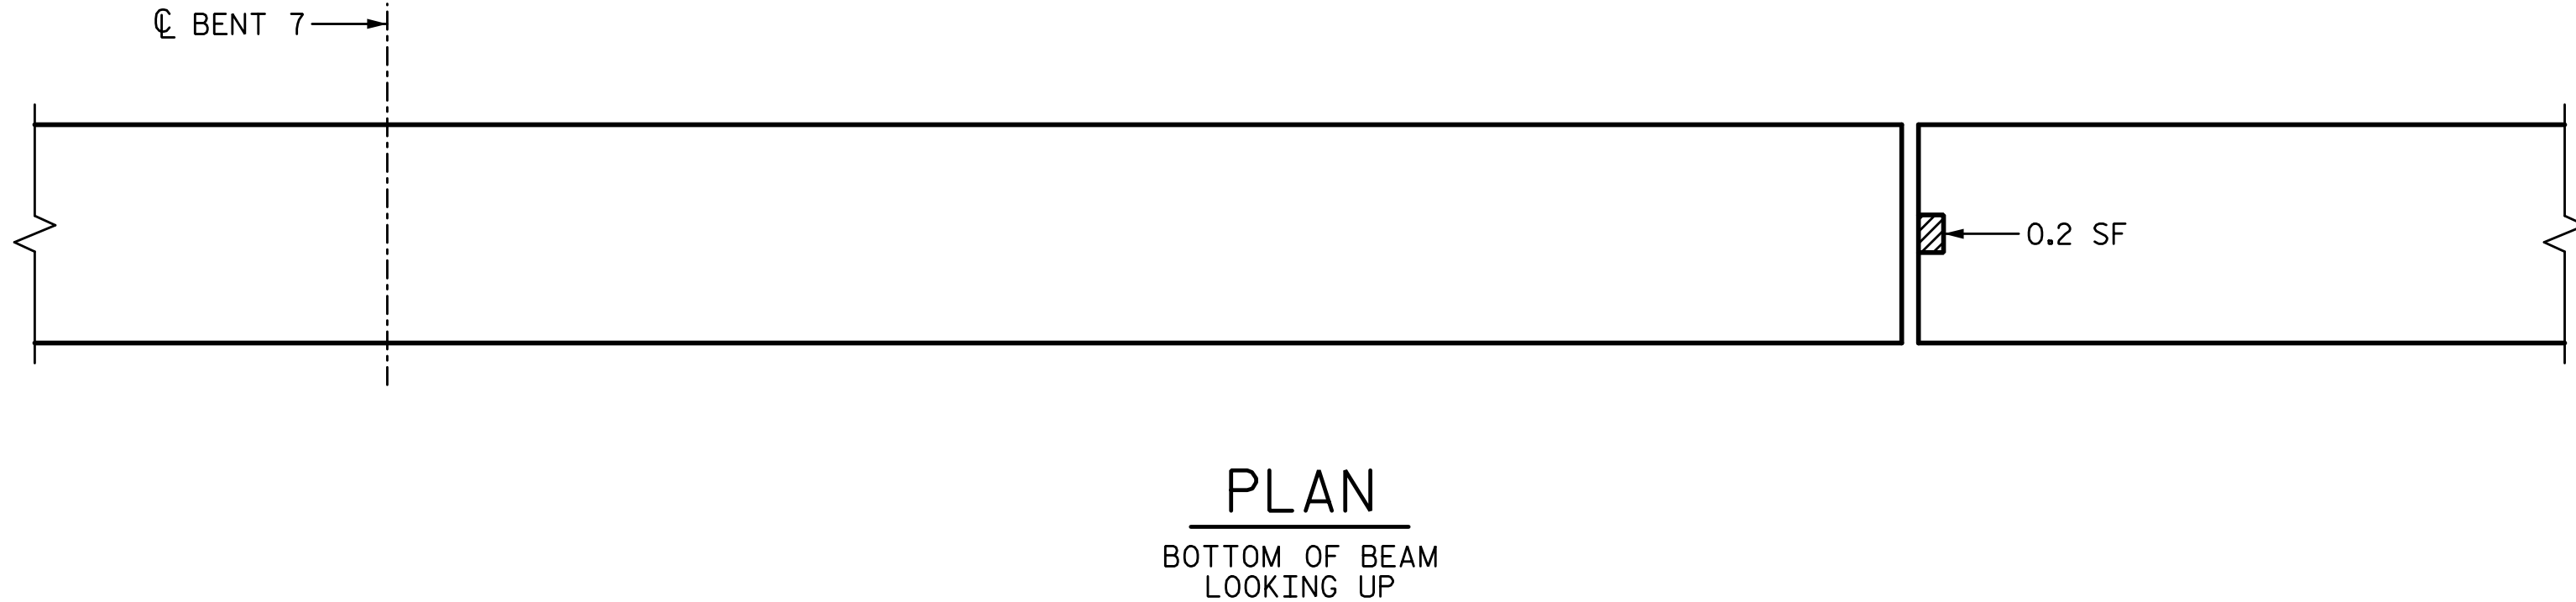 ℄ BENT 7
0.2 SF
PLAN
BOTTOM OF BEAM
LOOKING UP